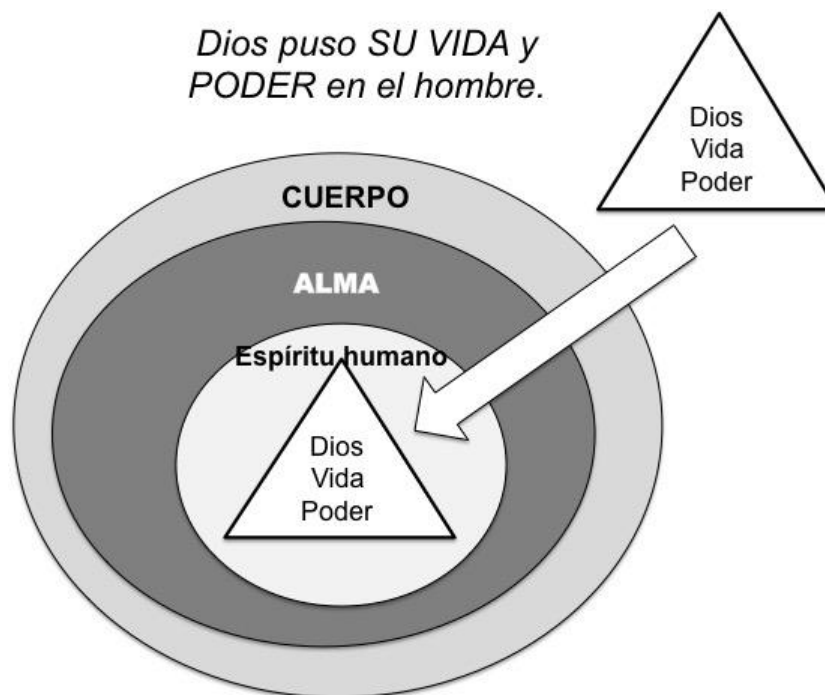 Dios puso SU VIDA y
PODER en el hombre.
Dios
Vida
Poder
CUERPO
ALMA
Espíritu humano
Dios
Vida
Poder